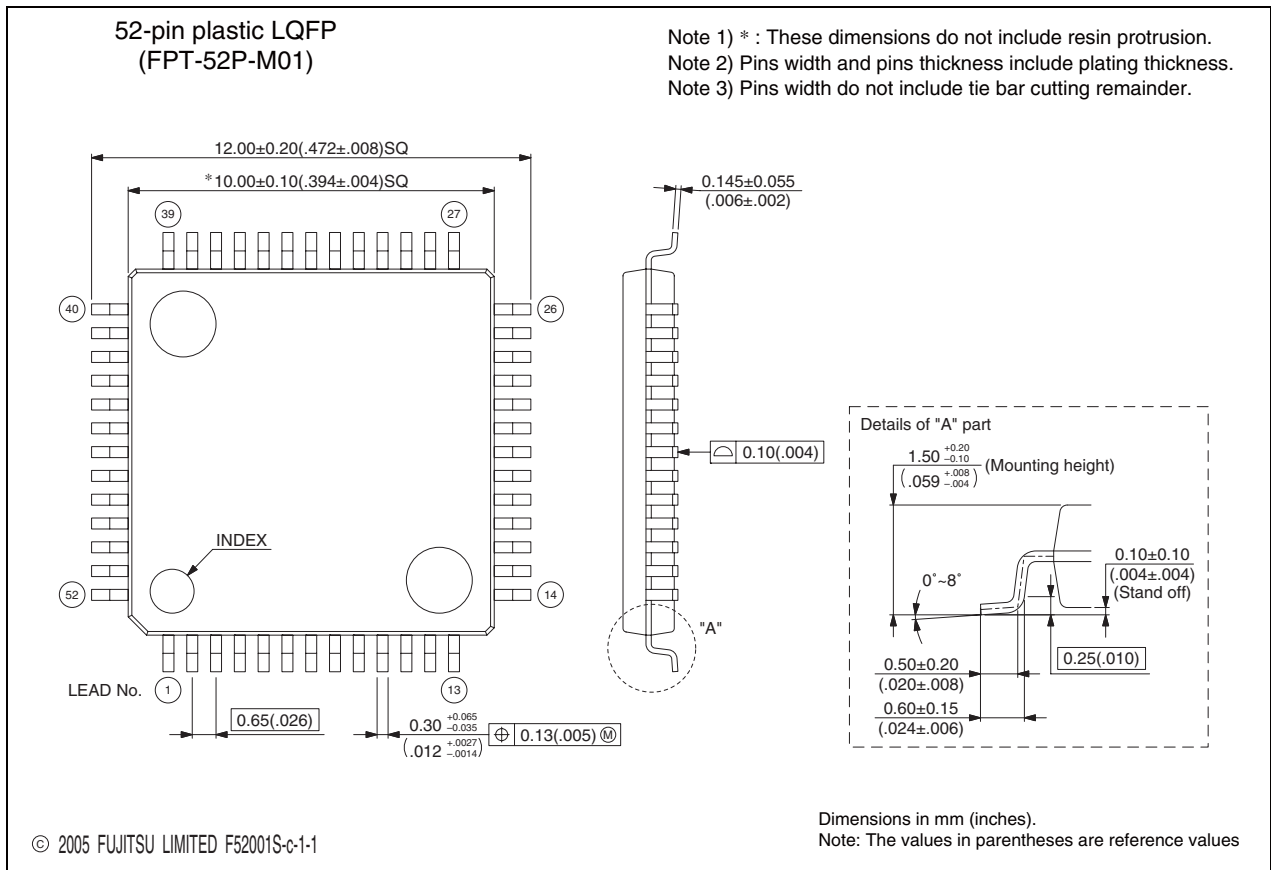 52-pin plastic LQFP
(FPT-52P-M01)
Note 1) * : These dimensions do not include resin protrusion.
Note 2) Pins width and pins thickness include plating thickness.
Note 3) Pins width do not include tie bar cutting remainder.
12.00±0.20(.472±.008)SQ
*10.00±0.10(.394±.004)SQ
0.145±0.055
(.006±.002)
39
27
40
26
0.10(.004)
INDEX
52
14
"A"
LEAD No.
1
13
0.65(.026)
0.30 +0.065 –0.035
(.012 +.0027 –.0014)
⌖ 0.13(.005) Ⓜ
Details of "A" part
1.50 +0.20 –0.10
(.059 +.008 –.004)
(Mounting height)
0.10±0.10
(.004±.004)
(Stand off)
0˚~8˚
0.25(.010)
0.50±0.20
(.020±.008)
0.60±0.15
(.024±.006)
© 2005 FUJITSU LIMITED F52001S-c-1-1
Dimensions in mm (inches).
Note: The values in parentheses are reference values